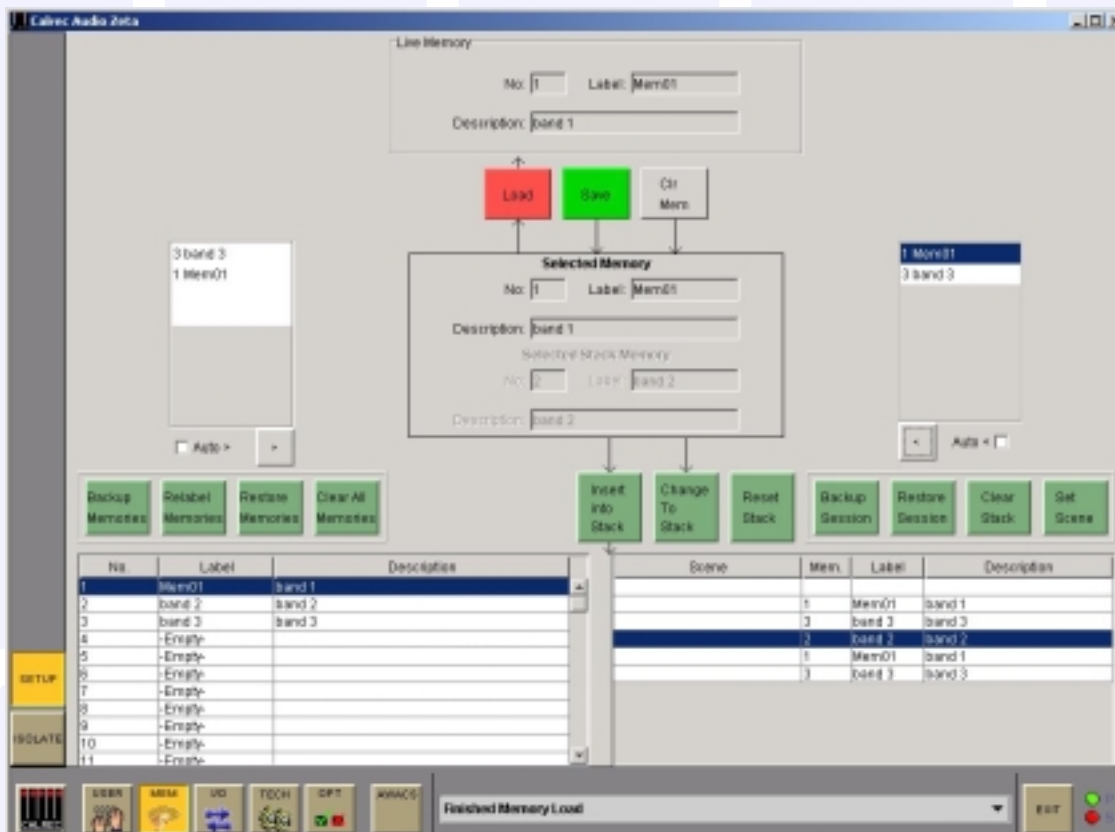 Calrec Audio Zeta
Live Memory
No: 1 Label: Mem01
Description: band 1
Load
Save
Clr Mem
3 band 3
1 Mem01
Auto >
>
Selected Memory
No: 1 Label: Mem01
Description: band 1
Selected Stack Memory
No: 2 Label: band 2
Description: band 2
1 Mem01
3 band 3
<
Auto <
Backup Memories
Relabel Memories
Restore Memories
Clear All Memories
Insert Into Stack
Change To Stack
Reset Stack
Backup Session
Restore Session
Clear Stack
Set Scene
No. Label Description
1 Mem01 band 1
2 band 2 band 2
3 band 3 band 3
4 -Empty-
5 -Empty-
6 -Empty-
7 -Empty-
8 -Empty-
9 -Empty-
10 -Empty-
11 -Empty-
Scene Mem. Label Description
1 Mem01 band 1
3 band 3 band 3
2 band 2 band 2
1 Mem01 band 1
3 band 3 band 3
SETUP
ISOLATE
CALREC
USER
MEM
I/O
TECH
OPT
AWACS
Finished Memory Load
EXIT